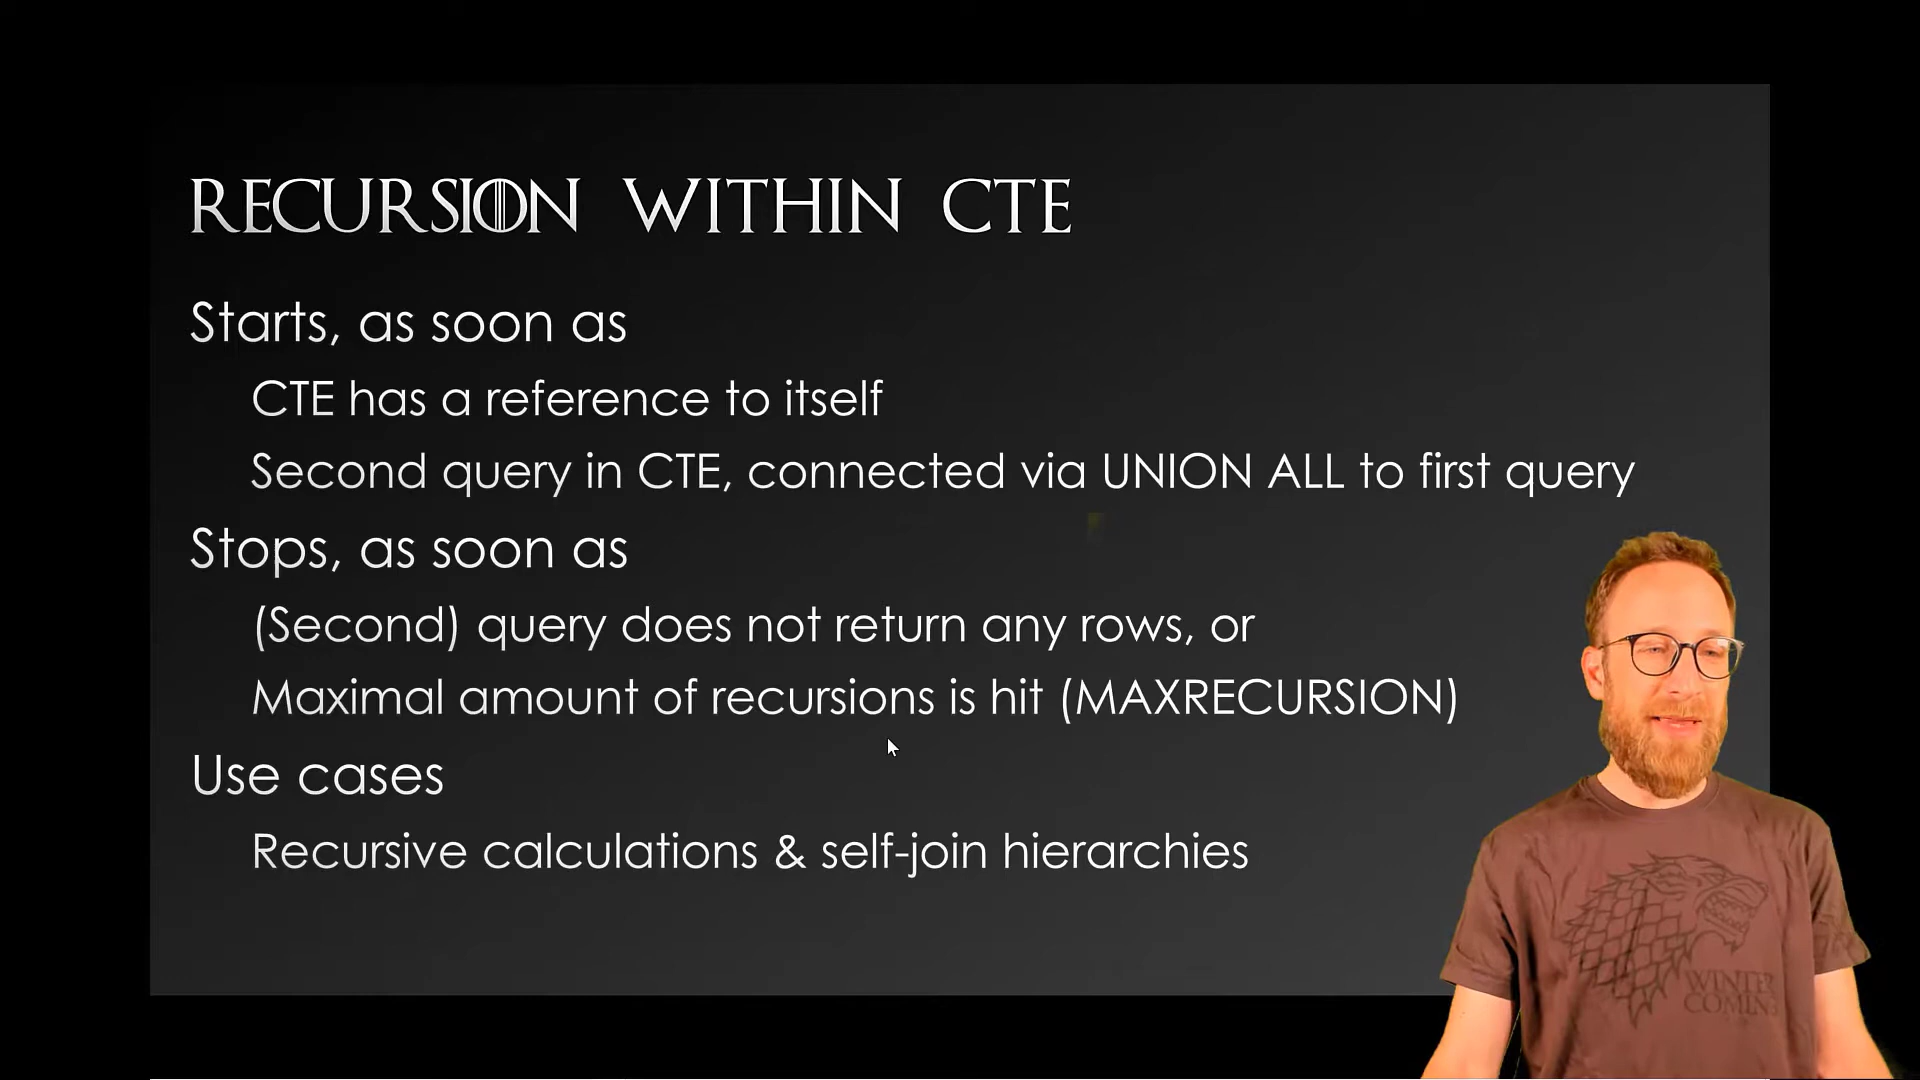 RECURSION WITHIN CTE
Starts, as soon as
CTE has a reference to itself
Second query in CTE, connected via UNION ALL to first query
Stops, as soon as
(Second) query does not return any rows, or
Maximal amount of recursions is hit (MAXRECURSION)
Use cases
Recursive calculations & self-join hierarchies
WINTER
COMING